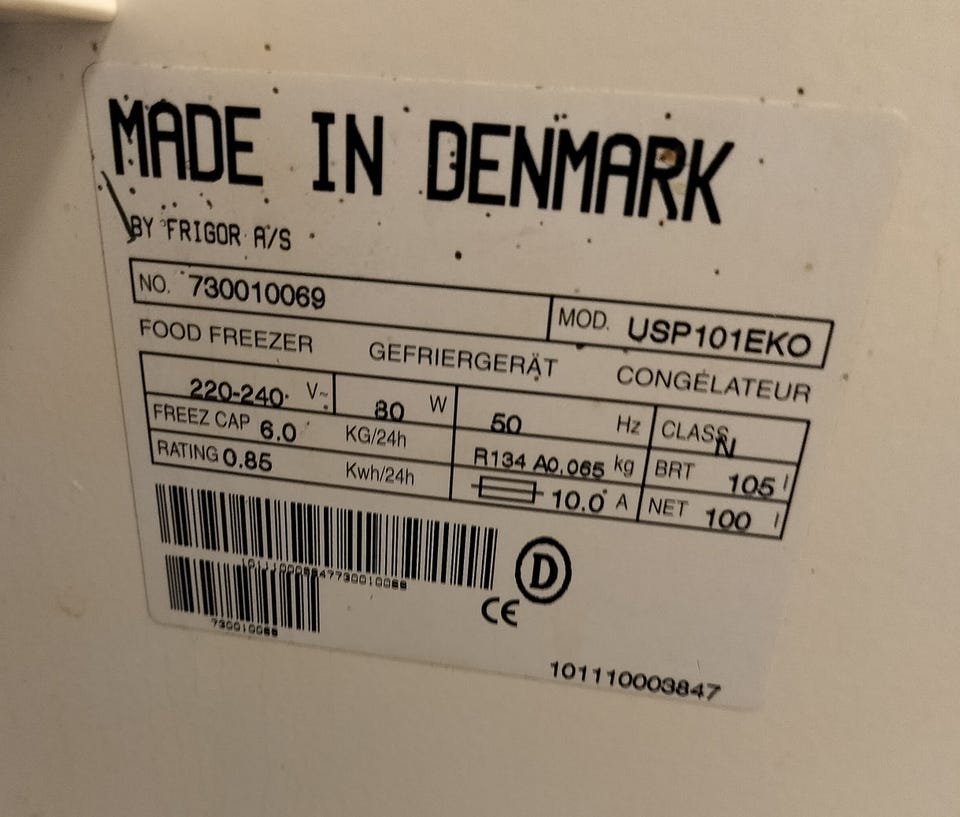 MADE IN DENMARK
BY FRIGOR A/S
NO. 730010069 MOD. USP101EKO
FOOD FREEZER GEFRIERGERÄT CONGÉLATEUR
220-240 V~ 80 W 50 Hz CLASS N
FREEZ CAP 6.0 KG/24h R134 A0.065 kg BRT 105 l
RATING 0.85 Kwh/24h 10.0 A NET 100 l
101110003847730010069
D
CE
730010069
101110003847